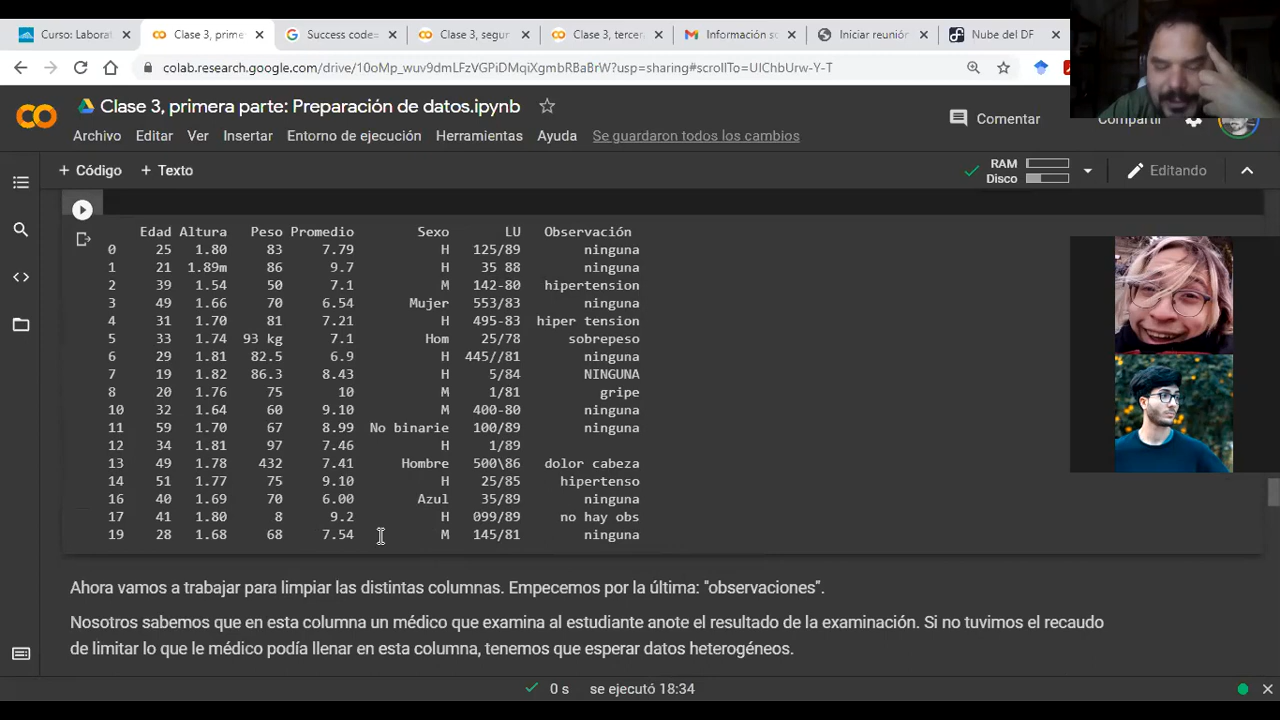 Curso: Laborat
Clase 3, prime
Success code=
Clase 3, segur
Clase 3, tercer
Información so
Iniciar reunión
Nube del DF
colab.research.google.com/drive/10oMp_wuv9dmLFzVGPiDMqiXgmbRBaBrW?usp=sharing#scrollTo=UIChbUrw-Y-T
Clase 3, primera parte: Preparación de datos.ipynb
Comentar
Compartir
Archivo Editar Ver Insertar Entorno de ejecución Herramientas Ayuda Se guardaron todos los cambios
+ Código + Texto
RAM
Disco
Editando
Edad Altura Peso Promedio Sexo LU Observación
0 25 1.80 83 7.79 H 125/89 ninguna
1 21 1.89m 86 9.7 H 35 88 ninguna
2 39 1.54 50 7.1 M 142-80 hipertension
3 49 1.66 70 6.54 Mujer 553/83 ninguna
4 31 1.70 81 7.21 H 495-83 hiper tension
5 33 1.74 93 kg 7.1 Hom 25/78 sobrepeso
6 29 1.81 82.5 6.9 H 445//81 ninguna
7 19 1.82 86.3 8.43 H 5/84 NINGUNA
8 20 1.76 75 10 M 1/81 gripe
10 32 1.64 60 9.10 M 400-80 ninguna
11 59 1.70 67 8.99 No binarie 100/89 ninguna
12 34 1.81 97 7.46 H 1/89
13 49 1.78 432 7.41 Hombre 500\86 dolor cabeza
14 51 1.77 75 9.10 H 25/85 hipertenso
16 40 1.69 70 6.00 Azul 35/89 ninguna
17 41 1.80 8 9.2 H 099/89 no hay obs
19 28 1.68 68 7.54 M 145/81 ninguna
Ahora vamos a trabajar para limpiar las distintas columnas. Empecemos por la última: "observaciones".
Nosotros sabemos que en esta columna un médico que examina al estudiante anote el resultado de la examinación. Si no tuvimos el recaudo
de limitar lo que le médico podía llenar en esta columna, tenemos que esperar datos heterogéneos.
0 s se ejecutó 18:34